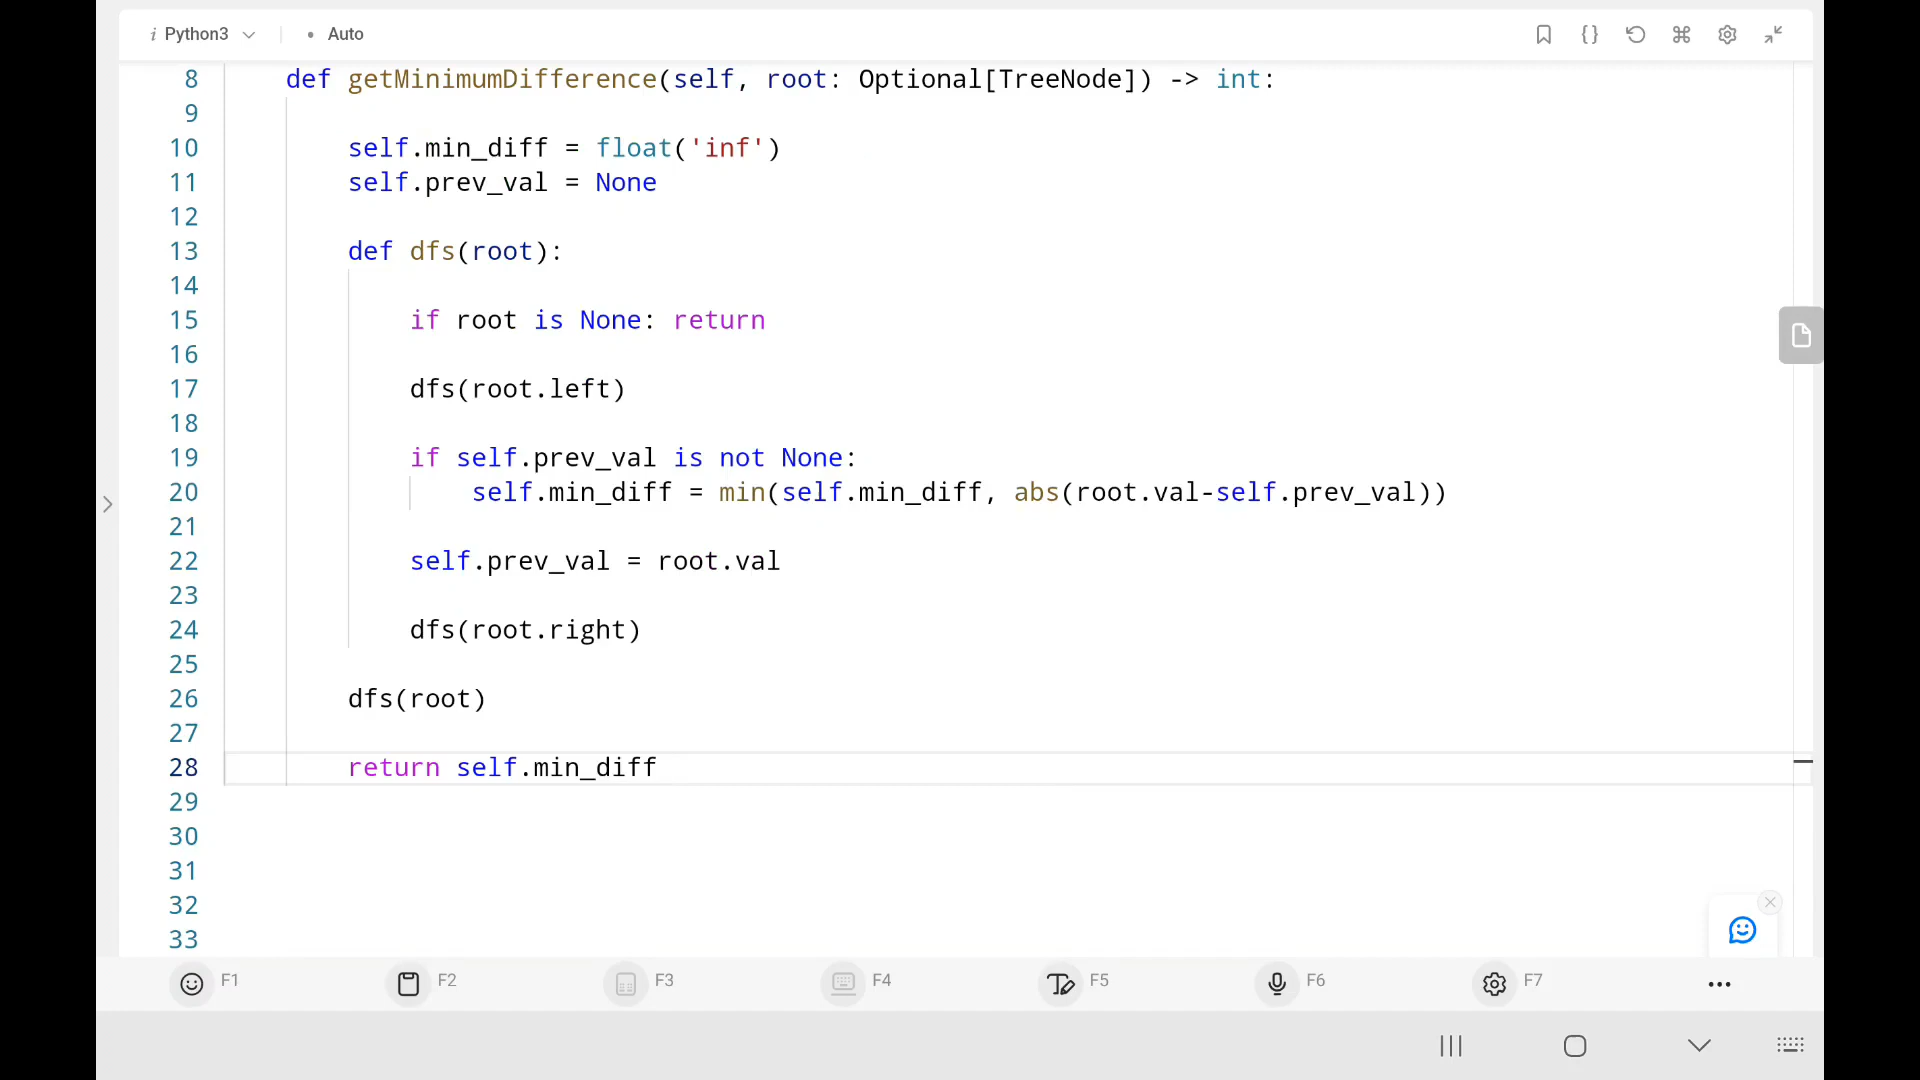 i Python3 • Auto
8 def getMinimumDifference(self, root: Optional[TreeNode]) -> int:
9
10 self.min_diff = float('inf')
11 self.prev_val = None
12
13 def dfs(root):
14
15 if root is None: return
16
17 dfs(root.left)
18
19 if self.prev_val is not None:
20 self.min_diff = min(self.min_diff, abs(root.val-self.prev_val))
21
22 self.prev_val = root.val
23
24 dfs(root.right)
25
26 dfs(root)
27
28 return self.min_diff
29
30
31
32
33
F1 F2 F3 F4 F5 F6 F7